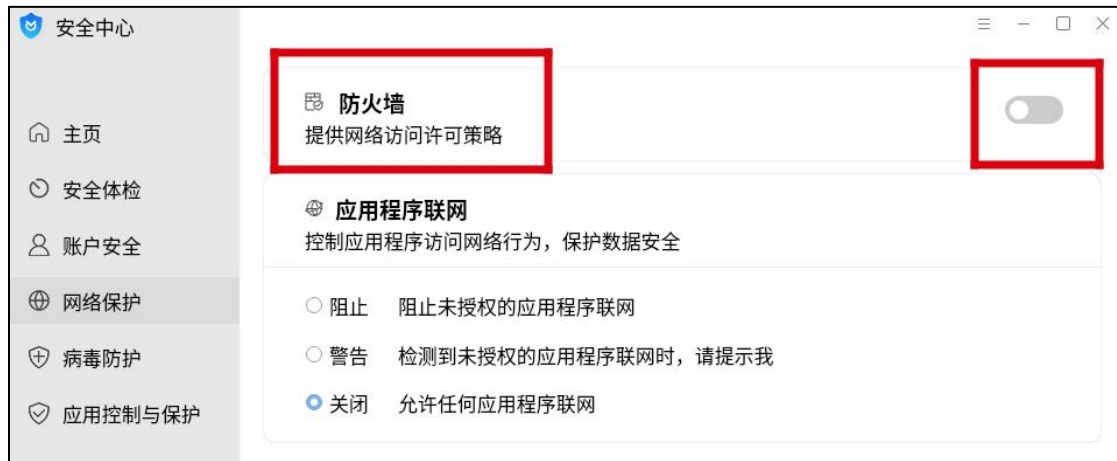 安全中心
防火墙
提供网络访问许可策略
主页
安全体检
账户安全
网络保护
病毒防护
应用控制与保护
应用程序联网
控制应用程序访问网络行为，保护数据安全
阻止 阻止未授权的应用程序联网
警告 检测到未授权的应用程序联网时，请提示我
关闭 允许任何应用程序联网